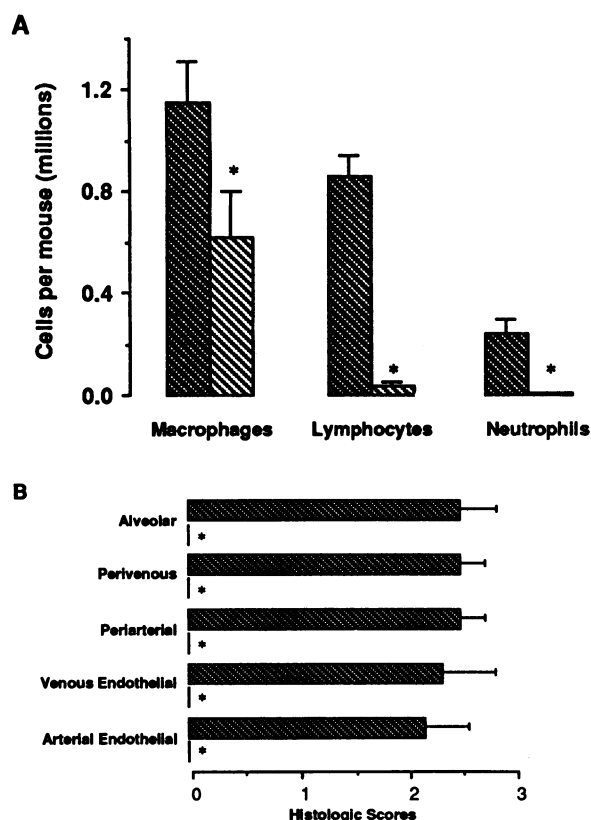 A
Cells per mouse (millions)
1.2
0.8
0.4
0.0
*
*
*
Macrophages Lymphocytes Neutrophils
B
Alveolar
*
Perivenous
*
Periarterial
*
Venous Endothelial
*
Arterial Endothelial
*
0 1 2 3
Histologic Scores